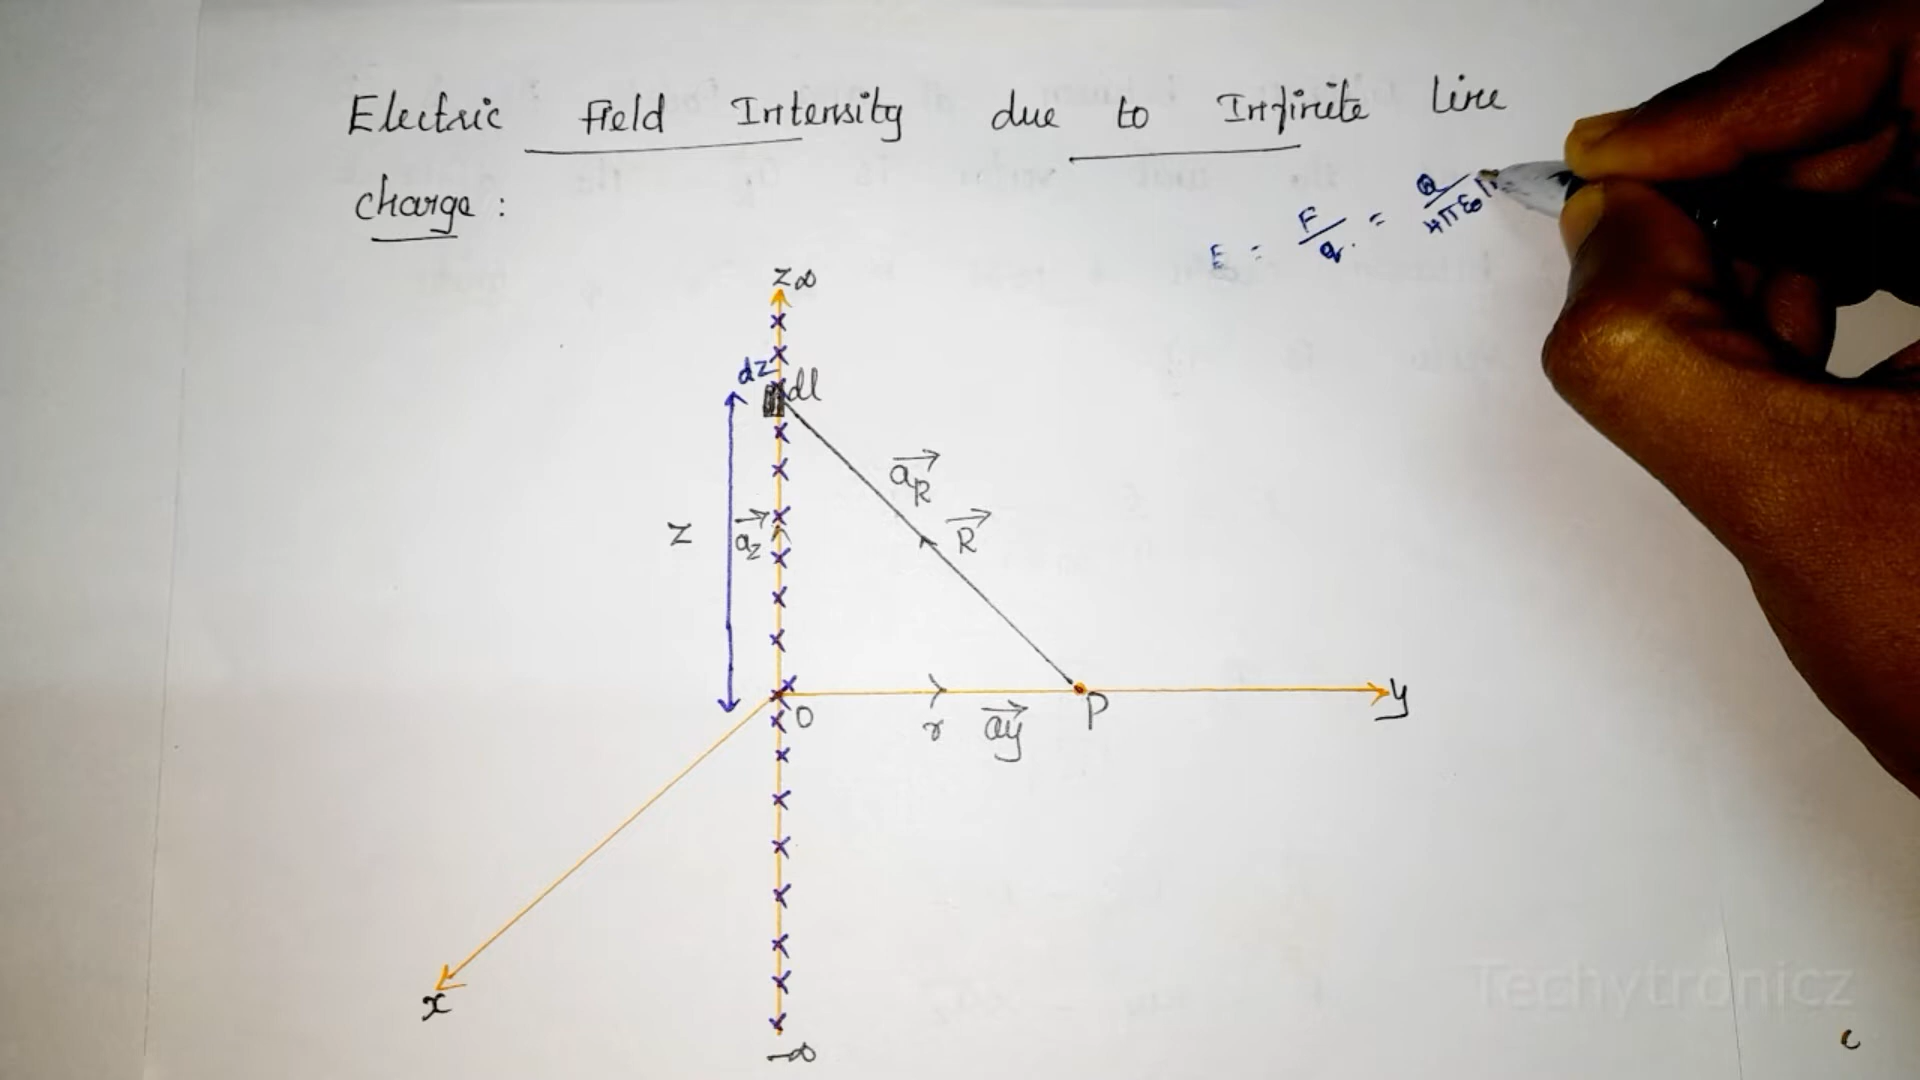 Electric Field Intensity due to Infinite Line
charge :
E = F/Q = Q/4πε0
z ∞
dz
dl
aR
R
z
az
O
r
ay
P
y
x
-∞
Techytronicz